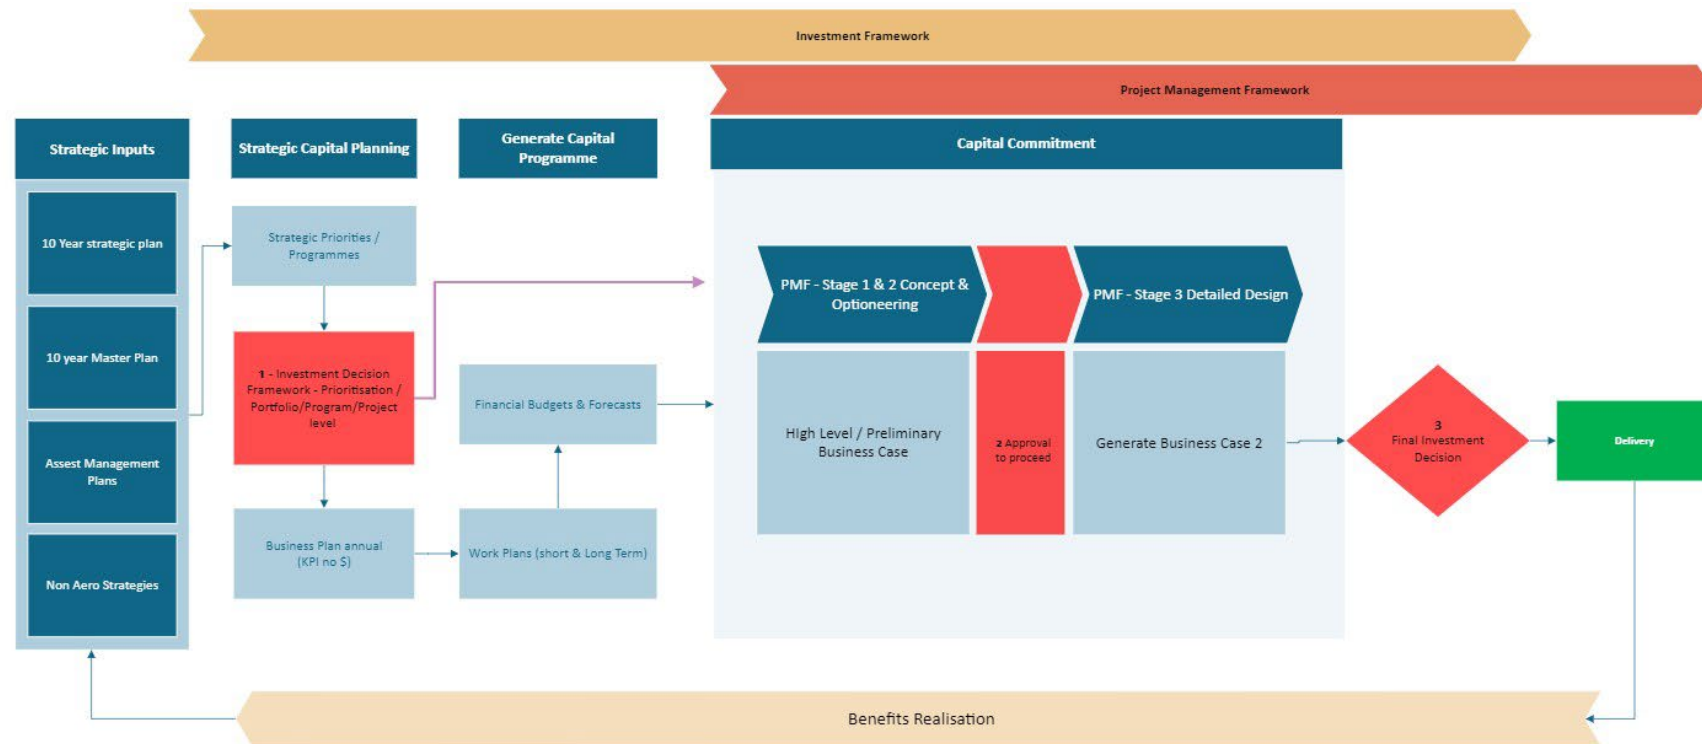 Investment Framework
Project Management Framework
Strategic Inputs
10 Year strategic plan
10 year Master Plan
Assest Management
Plans
Non Aero Strategies
Strategic Capital Planning
Strategic Priorities /
Programmes
1 - Investment Decision
Framework - Prioritisation /
Portfolio/Program/Project
level
Business Plan annual
(KPI no $)
Generate Capital
Programme
Financial Budgets & Forecasts
Work Plans (short & Long Term)
Capital Commitment
PMF - Stage 1 & 2 Concept &
Optioneering
PMF - Stage 3 Detailed Design
HIgh Level / Preliminary
Business Case
2 Approval
to proceed
Generate Business Case 2
3
Final Investment
Decision
Delivery
Benefits Realisation